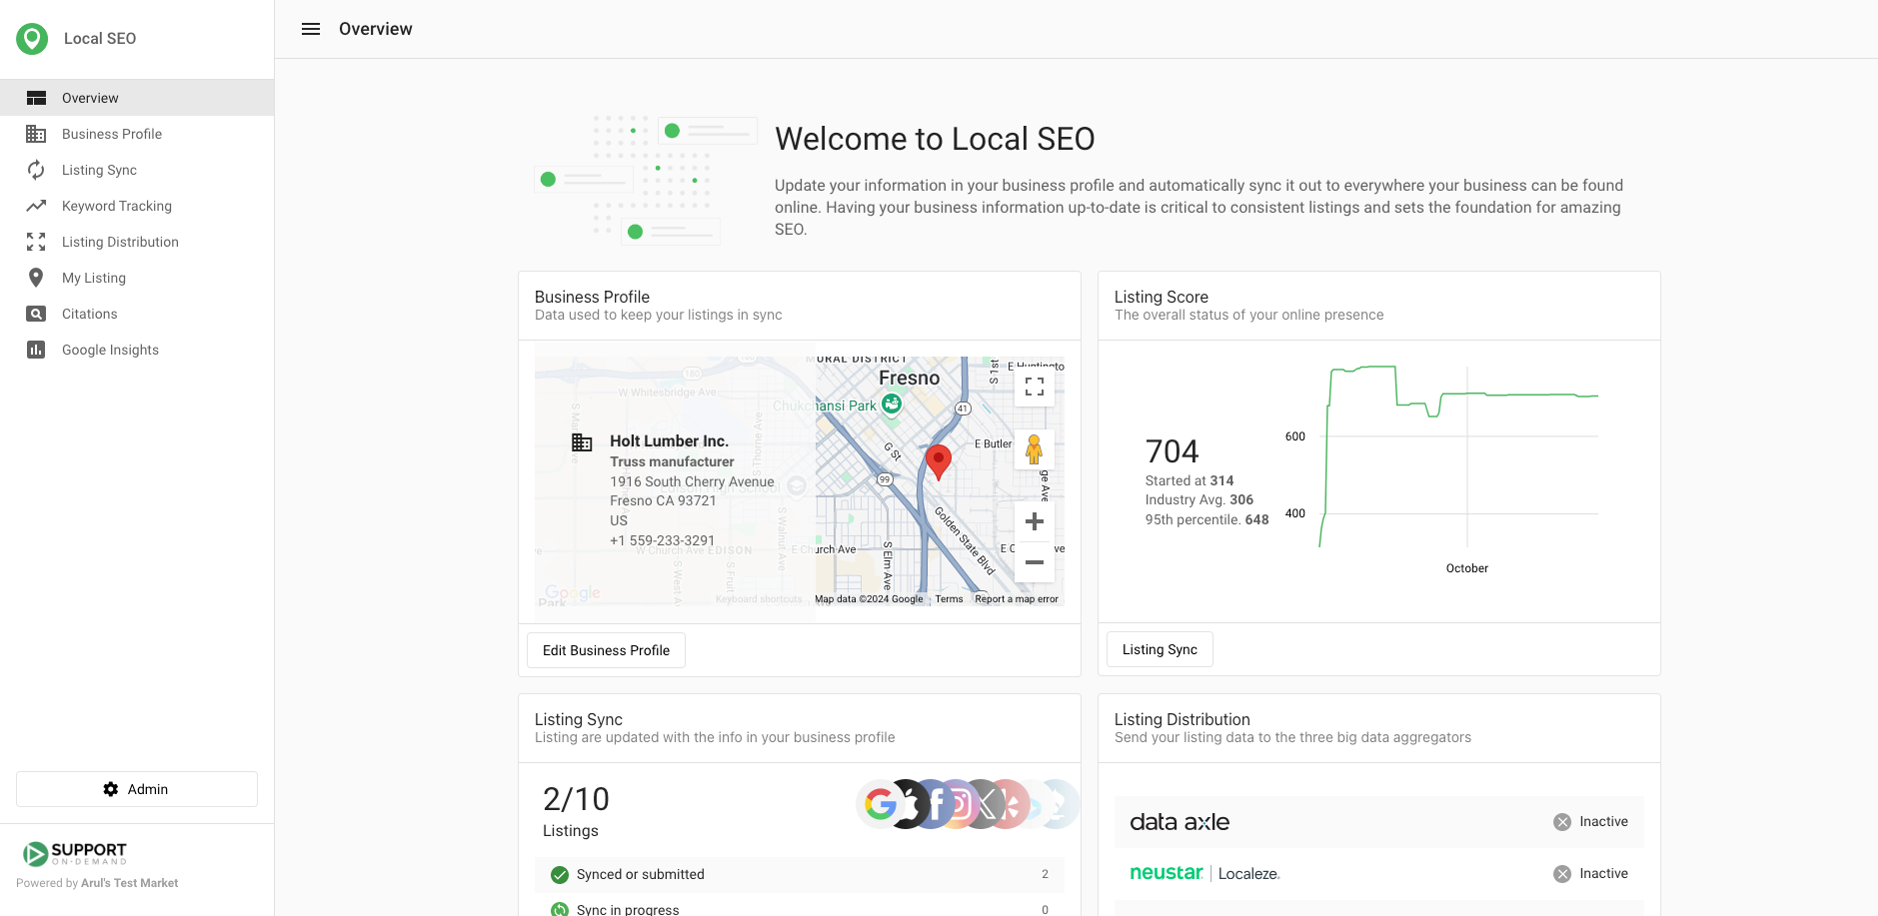 Local SEO
Overview
Overview
Business Profile
Listing Sync
Keyword Tracking
Listing Distribution
My Listing
Citations
Google Insights
Admin
SUPPORT
ON-DEMAND
Powered by Arul's Test Market
Welcome to Local SEO
Update your information in your business profile and automatically sync it out to everywhere your business can be found
online. Having your business information up-to-date is critical to consistent listings and sets the foundation for amazing
SEO.
Business Profile
Data used to keep your listings in sync
URAL DISTRICT
Fresno
180
W Whitesbridge Ave
Chukchansi Park
41
E Butler
G St
99
Golden State Blvd
S Elm Ave
E Church Ave
W Church Ave
EDISON
Holt Lumber Inc.
Truss manufacturer
1916 South Cherry Avenue
Fresno CA 93721
US
+1 559-233-3291
Google
Park
Keyboard shortcuts
Map data ©2024 Google
Terms
Report a map error
Edit Business Profile
Listing Score
The overall status of your online presence
704
Started at 314
Industry Avg. 306
95th percentile. 648
600
400
October
Listing Sync
Listing Sync
Listing are updated with the info in your business profile
2/10
Listings
Synced or submitted
2
Sync in progress
0
Listing Distribution
Send your listing data to the three big data aggregators
data axle
Inactive
neustar | Localeze.
Inactive